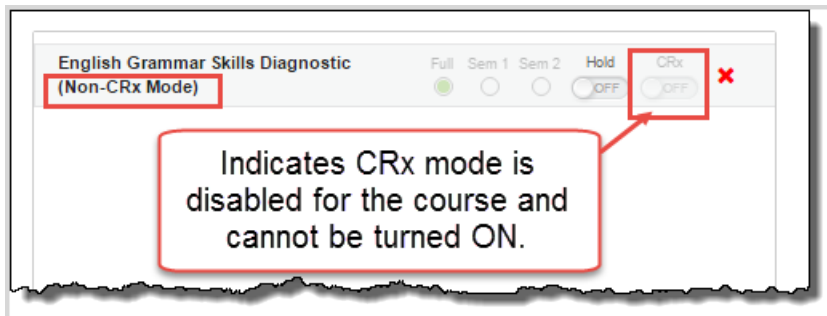 English Grammar Skills Diagnostic
(Non-CRx Mode)
Full Sem 1 Sem 2 Hold CRx
OFF OFF
Indicates CRx mode is
disabled for the course and
cannot be turned ON.